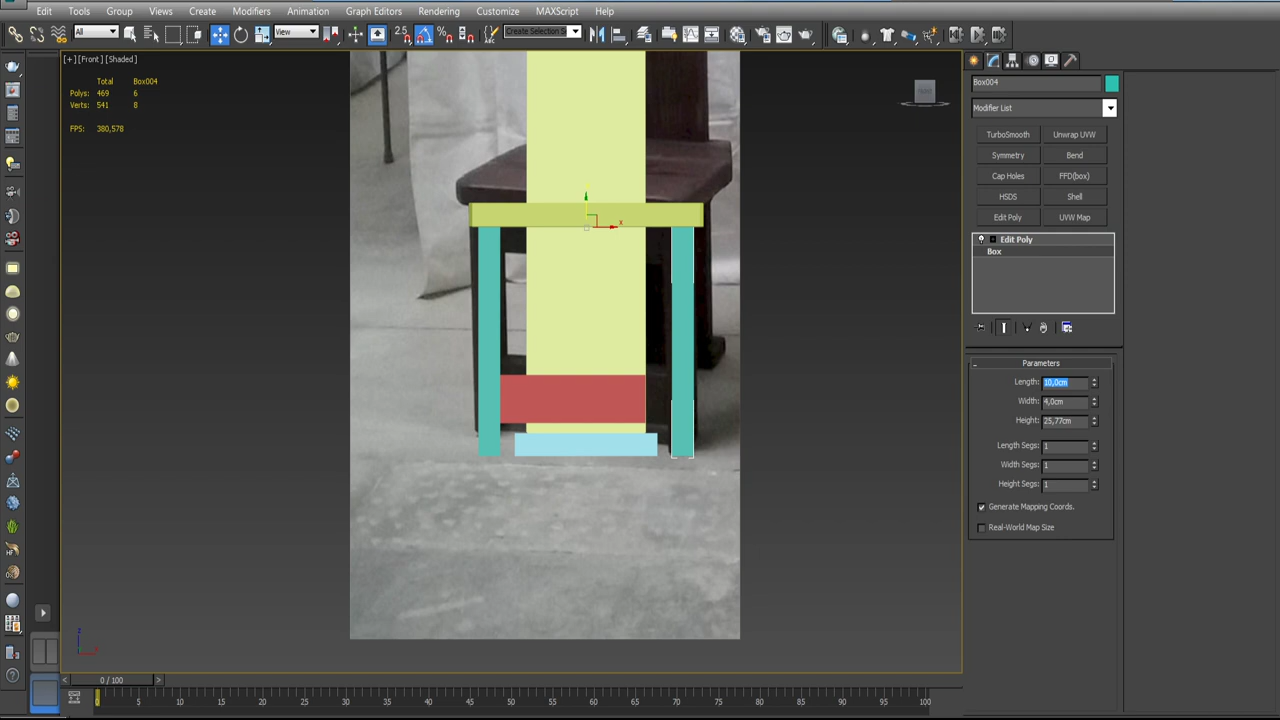 Edit Tools Group Views Create Modifiers Animation Graph Editors Rendering Customize MAXScript Help
All View 2.5 Create Selection S
[+] [Front] [Shaded]
Total Box004
Polys: 469 6
Verts: 541 8
FPS: 380,578
x
z
Box004
Modifier List
TurboSmooth Unwrap UVW
Symmetry Bend
Cap Holes FFD(box)
HSDS Shell
Edit Poly UVW Map
Edit Poly
Box
- Parameters
Length: 10,0cm
Width: 4,0cm
Height: 25,77cm
Length Segs: 1
Width Segs: 1
Height Segs: 1
Generate Mapping Coords.
Real-World Map Size
< 0 / 100 >
0 5 10 15 20 25 30 35 40 45 50 55 60 65 70 75 80 85 90 95 100